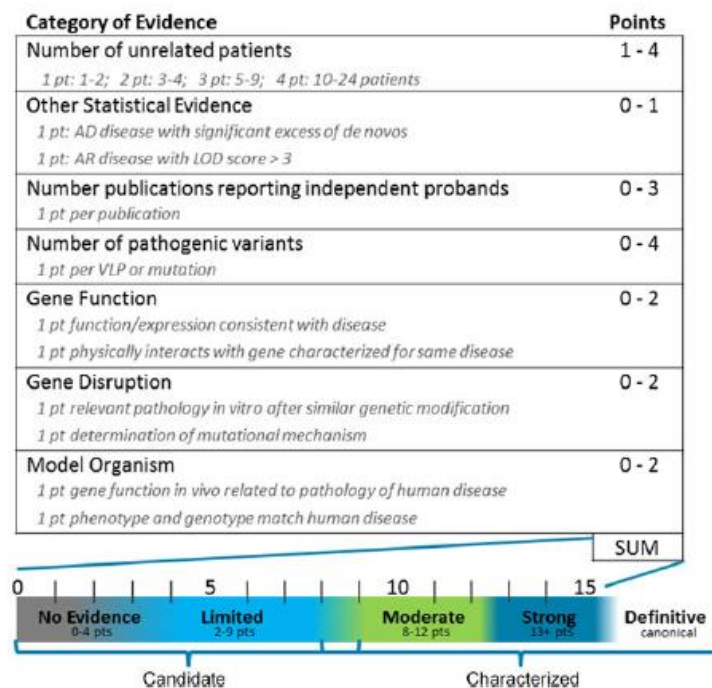 Category of Evidence Points
Number of unrelated patients 1 - 4
1 pt: 1-2; 2 pt: 3-4; 3 pt: 5-9; 4 pt: 10-24 patients
Other Statistical Evidence 0 - 1
1 pt: AD disease with significant excess of de novos
1 pt: AR disease with LOD score > 3
Number publications reporting independent probands 0 - 3
1 pt per publication
Number of pathogenic variants 0 - 4
1 pt per VLP or mutation
Gene Function 0 - 2
1 pt function/expression consistent with disease
1 pt physically interacts with gene characterized for same disease
Gene Disruption 0 - 2
1 pt relevant pathology in vitro after similar genetic modification
1 pt determination of mutational mechanism
Model Organism 0 - 2
1 pt gene function in vivo related to pathology of human disease
1 pt phenotype and genotype match human disease
SUM
0 5 10 15
No Evidence Limited Moderate Strong Definitive
0-4 pts 2-9 pts 8-12 pts 13+ pts canonical
Candidate Characterized